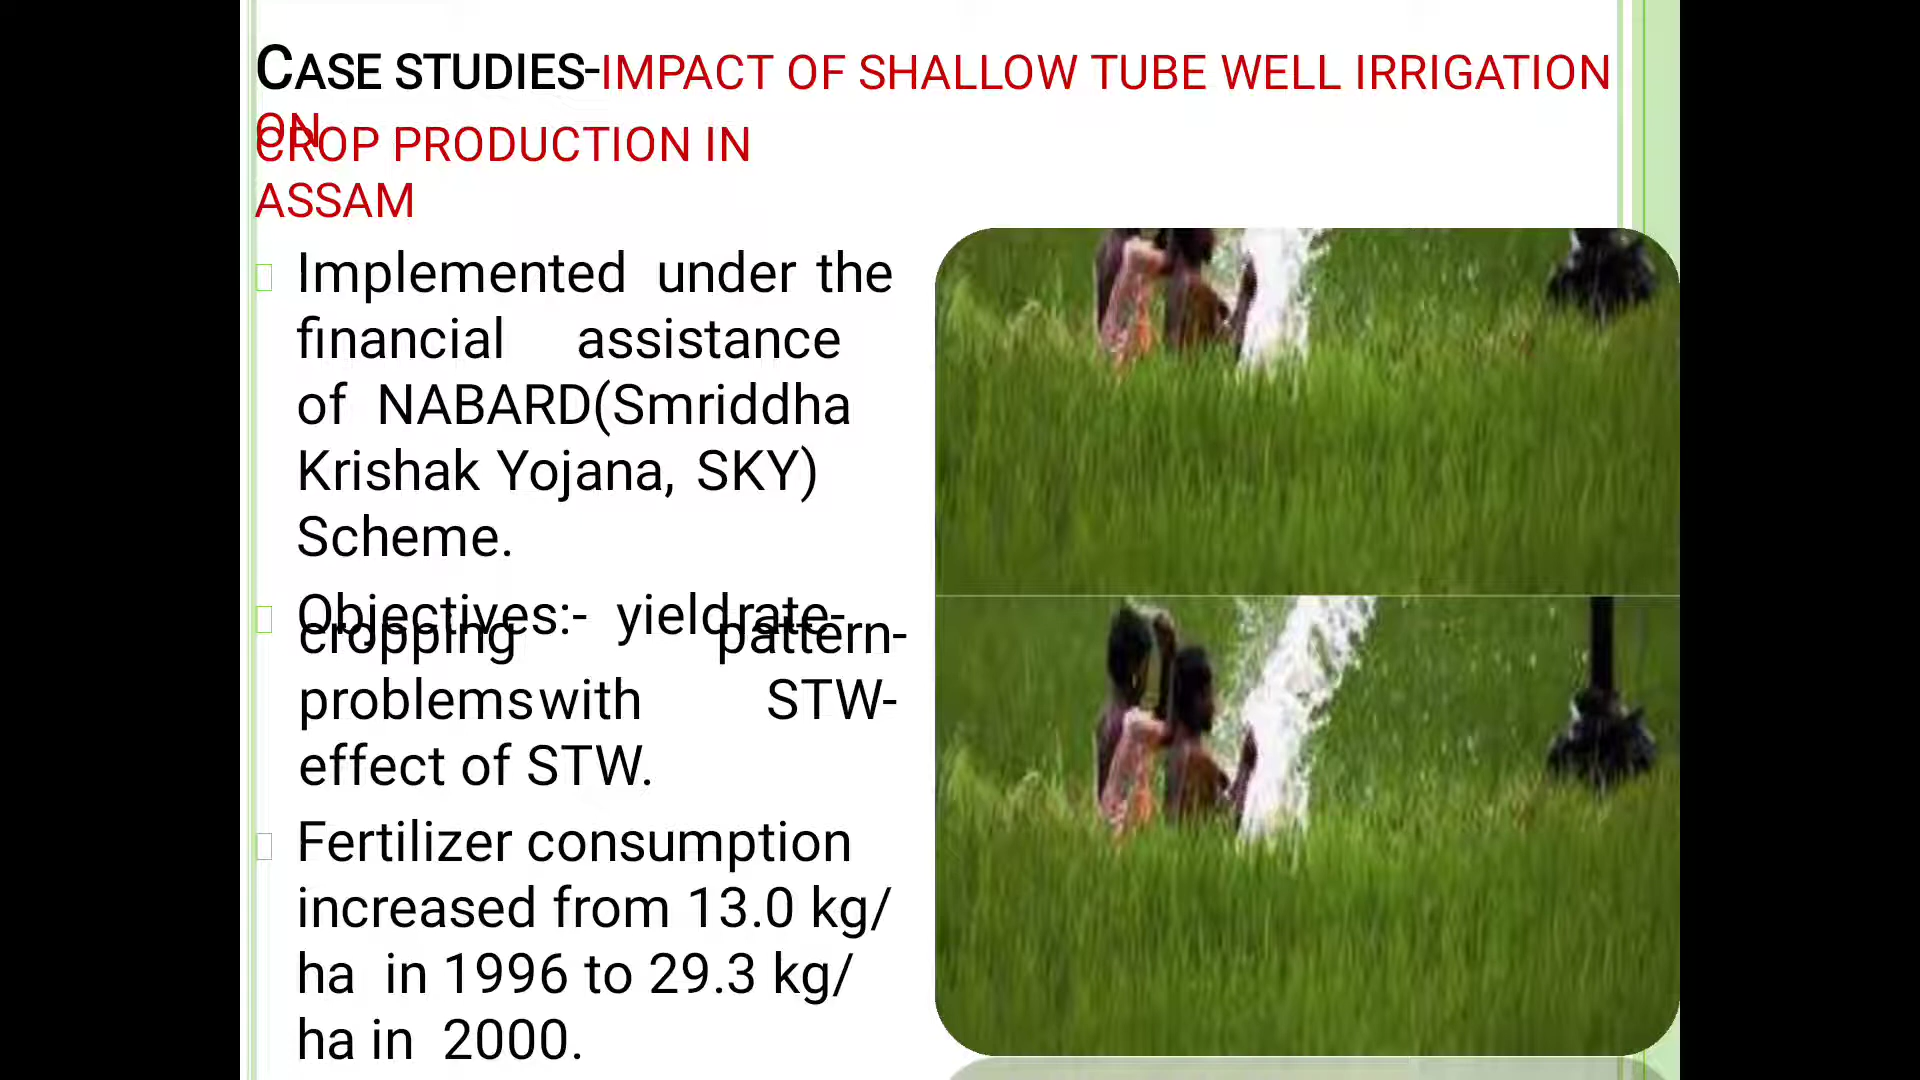 CASE STUDIES-IMPACT OF SHALLOW TUBE WELL IRRIGATION
ON
CROP PRODUCTION IN
ASSAM
Implemented under the
financial assistance
of NABARD(Smriddha
Krishak Yojana, SKY)
Scheme.
Objectives:- yieldrate-
cropping pattern-
problemswith STW-
effect of STW.
Fertilizer consumption
increased from 13.0 kg/
ha in 1996 to 29.3 kg/
ha in 2000.